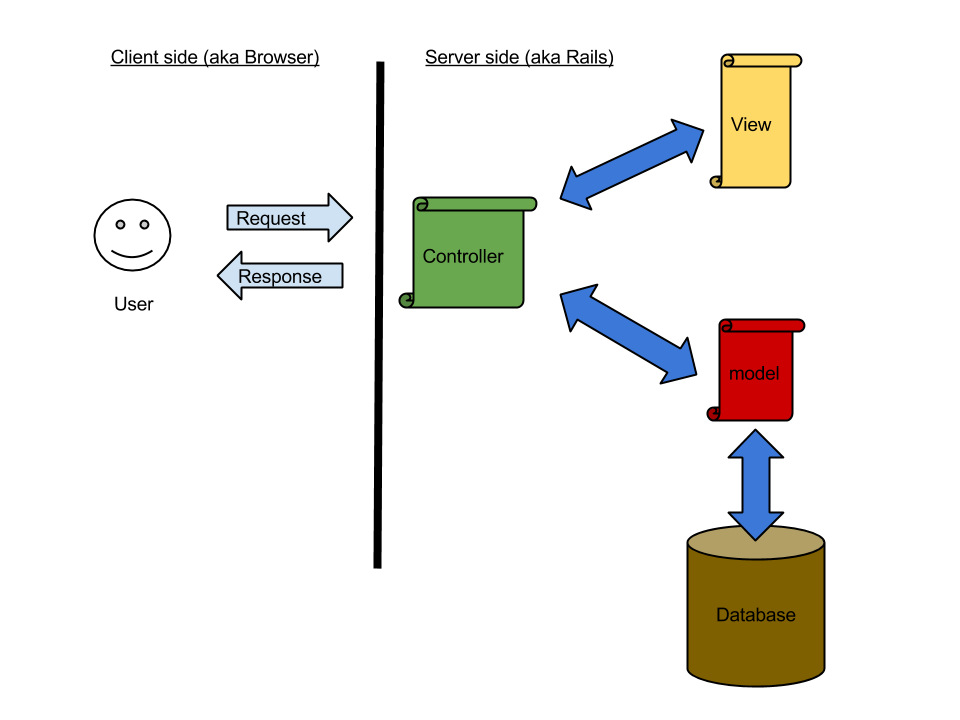 Client side (aka Browser)
Server side (aka Rails)
View
Request
Controller
Response
User
model
Database